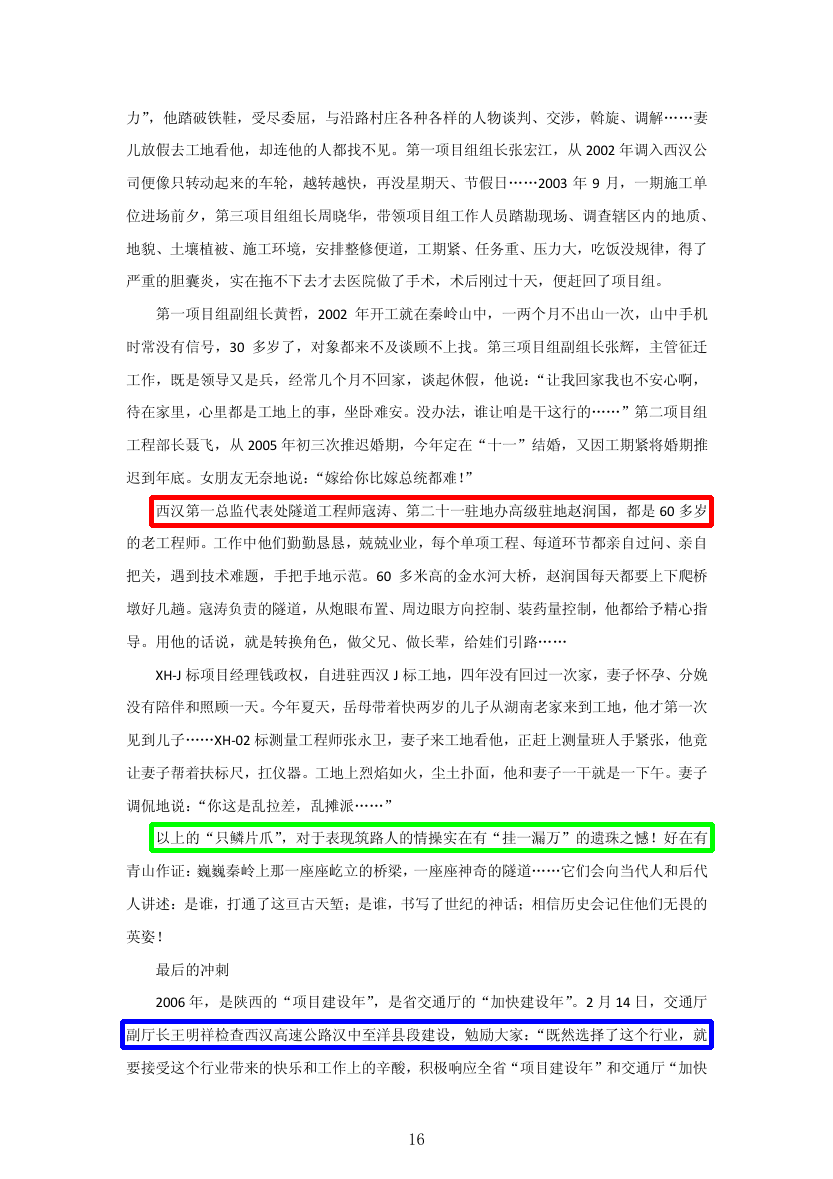 力”，他踏破铁鞋，受尽委屈，与沿路村庄各种各样的人物谈判、交涉，斡旋、调解……妻
儿放假去工地看他，却连他的人都找不见。第一项目组组长张宏江，从 2002 年调入西汉公
司便像只转动起来的车轮，越转越快，再没星期天、节假日……2003 年 9 月，一期施工单
位进场前夕，第三项目组组长周晓华，带领项目组工作人员踏勘现场、调查辖区内的地质、
地貌、土壤植被、施工环境，安排整修便道，工期紧、任务重、压力大，吃饭没规律，得了
严重的胆囊炎，实在拖不下去才去医院做了手术，术后刚过十天，便赶回了项目组。
第一项目组副组长黄哲，2002 年开工就在秦岭山中，一两个月不出山一次，山中手机
时常没有信号，30 多岁了，对象都来不及谈顾不上找。第三项目组副组长张辉，主管征迁
工作，既是领导又是兵，经常几个月不回家，谈起休假，他说：“让我回家我也不安心啊，
待在家里，心里都是工地上的事，坐卧难安。没办法，谁让咱是干这行的……”第二项目组
工程部长聂飞，从 2005 年初三次推迟婚期，今年定在“十一”结婚，又因工期紧将婚期推
迟到年底。女朋友无奈地说：“嫁给你比嫁总统都难！”
西汉第一总监代表处隧道工程师寇涛、第二十一驻地办高级驻地赵润国，都是 60 多岁
的老工程师。工作中他们勤勤恳恳，兢兢业业，每个单项工程、每道环节都亲自过问、亲自
把关，遇到技术难题，手把手地示范。60 多米高的金水河大桥，赵润国每天都要上下爬桥
墩好几趟。寇涛负责的隧道，从炮眼布置、周边眼方向控制、装药量控制，他都给予精心指
导。用他的话说，就是转换角色，做父兄、做长辈，给娃们引路……
XH-J 标项目经理钱政权，自进驻西汉 J 标工地，四年没有回过一次家，妻子怀孕、分娩
没有陪伴和照顾一天。今年夏天，岳母带着快两岁的儿子从湖南老家来到工地，他才第一次
见到儿子……XH-02 标测量工程师张永卫，妻子来工地看他，正赶上测量班人手紧张，他竟
让妻子帮着扶标尺，扛仪器。工地上烈焰如火，尘土扑面，他和妻子一干就是一下午。妻子
调侃地说：“你这是乱拉差，乱摊派……”
以上的“只鳞片爪”，对于表现筑路人的情操实在有“挂一漏万”的遗珠之憾！好在有
青山作证：巍巍秦岭上那一座座屹立的桥梁，一座座神奇的隧道……它们会向当代人和后代
人讲述：是谁，打通了这亘古天堑；是谁，书写了世纪的神话；相信历史会记住他们无畏的
英姿！
最后的冲刺
2006 年，是陕西的“项目建设年”，是省交通厅的“加快建设年”。2 月 14 日，交通厅
副厅长王明祥检查西汉高速公路汉中至洋县段建设，勉励大家：“既然选择了这个行业，就
要接受这个行业带来的快乐和工作上的辛酸，积极响应全省“项目建设年”和交通厅“加快
16